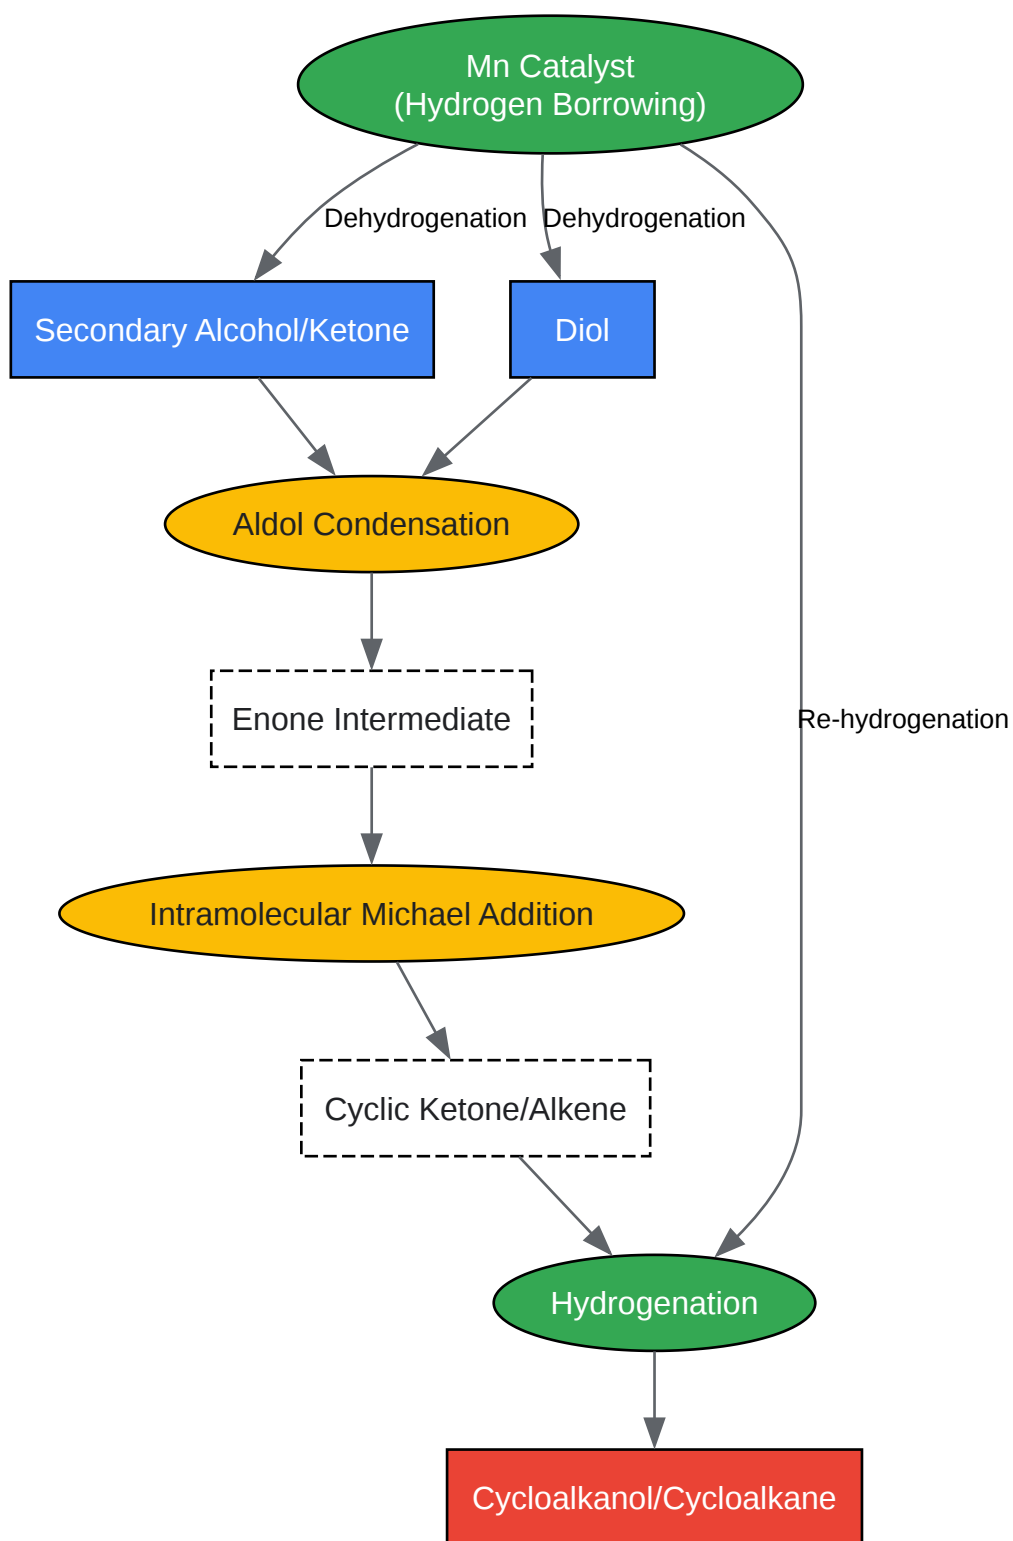 Mn Catalyst
(Hydrogen Borrowing)
Dehydrogenation
Dehydrogenation
Secondary Alcohol/Ketone
Diol
Aldol Condensation
Enone Intermediate
Re-hydrogenation
Intramolecular Michael Addition
Cyclic Ketone/Alkene
Hydrogenation
Cycloalkanol/Cycloalkane